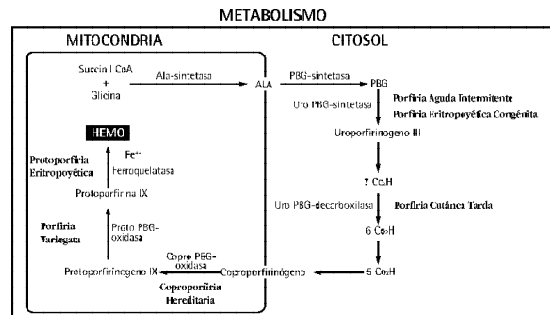 METABOLISMO
MITOCONDRIA
CITOSOL
Succinil CoA
+
Glicina
Ala-sintetasa
ALA
PBG-sintetasa
PBG
Uro PBG-sintetasa
Porfiria Aguda Intermitente
Porfiria Eritropoyética Congénita
Uroporfirinogeno III
HEMO
Protoporfiria
Eritropoyética
Fe++
Ferroquelatasa
Protoporfirina IX
7 Co₂H
Uro PBG-decarboxilasa
Porfiria Cutánea Tarda
6 Co₂H
Porfiria
Variegata
Proto PBG-
oxidasa
Copro PBG-
oxidasa
Protoporfirinogeno IX
Coproporfirinógeno
5 Co₂H
Coproporfiria
Hereditaria